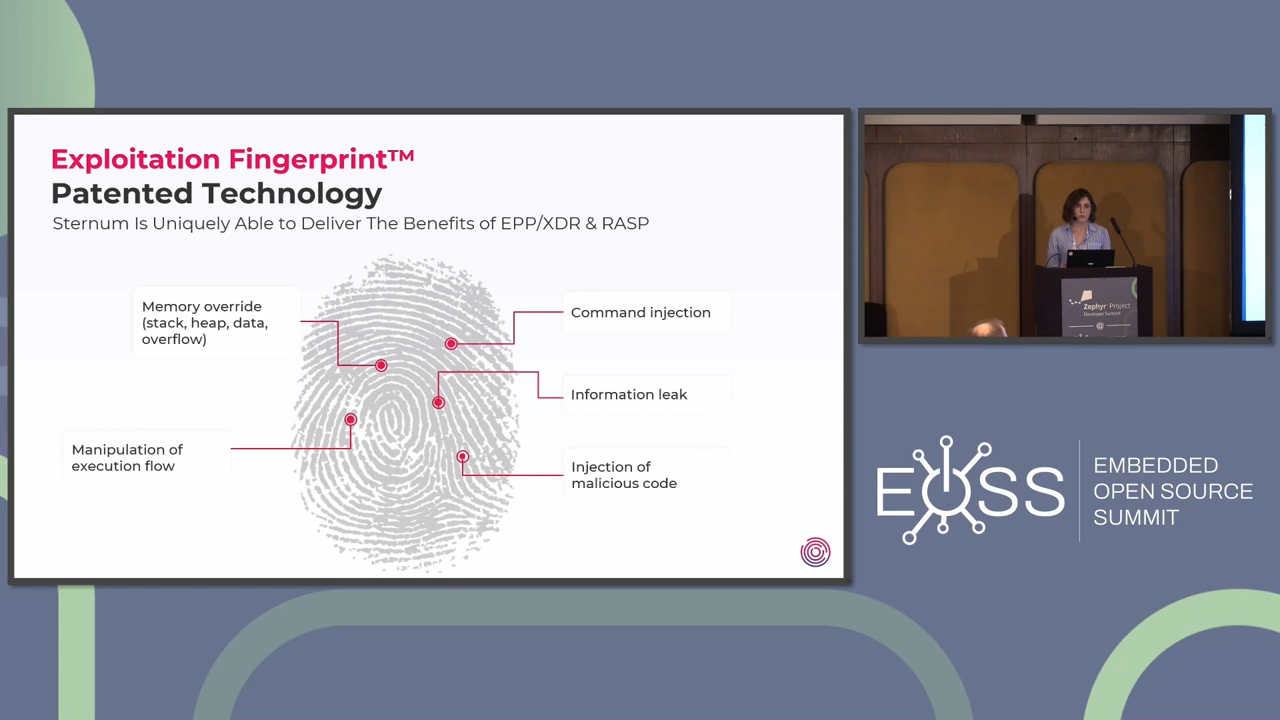 Exploitation Fingerprint™
Patented Technology
Sternum Is Uniquely Able to Deliver The Benefits of EPP/XDR & RASP
Memory override
(stack, heap, data,
overflow)
Command injection
Information leak
Manipulation of
execution flow
Injection of
malicious code
Zephyr Project
Developer Summit
@
EOSS
EMBEDDED
OPEN SOURCE
SUMMIT